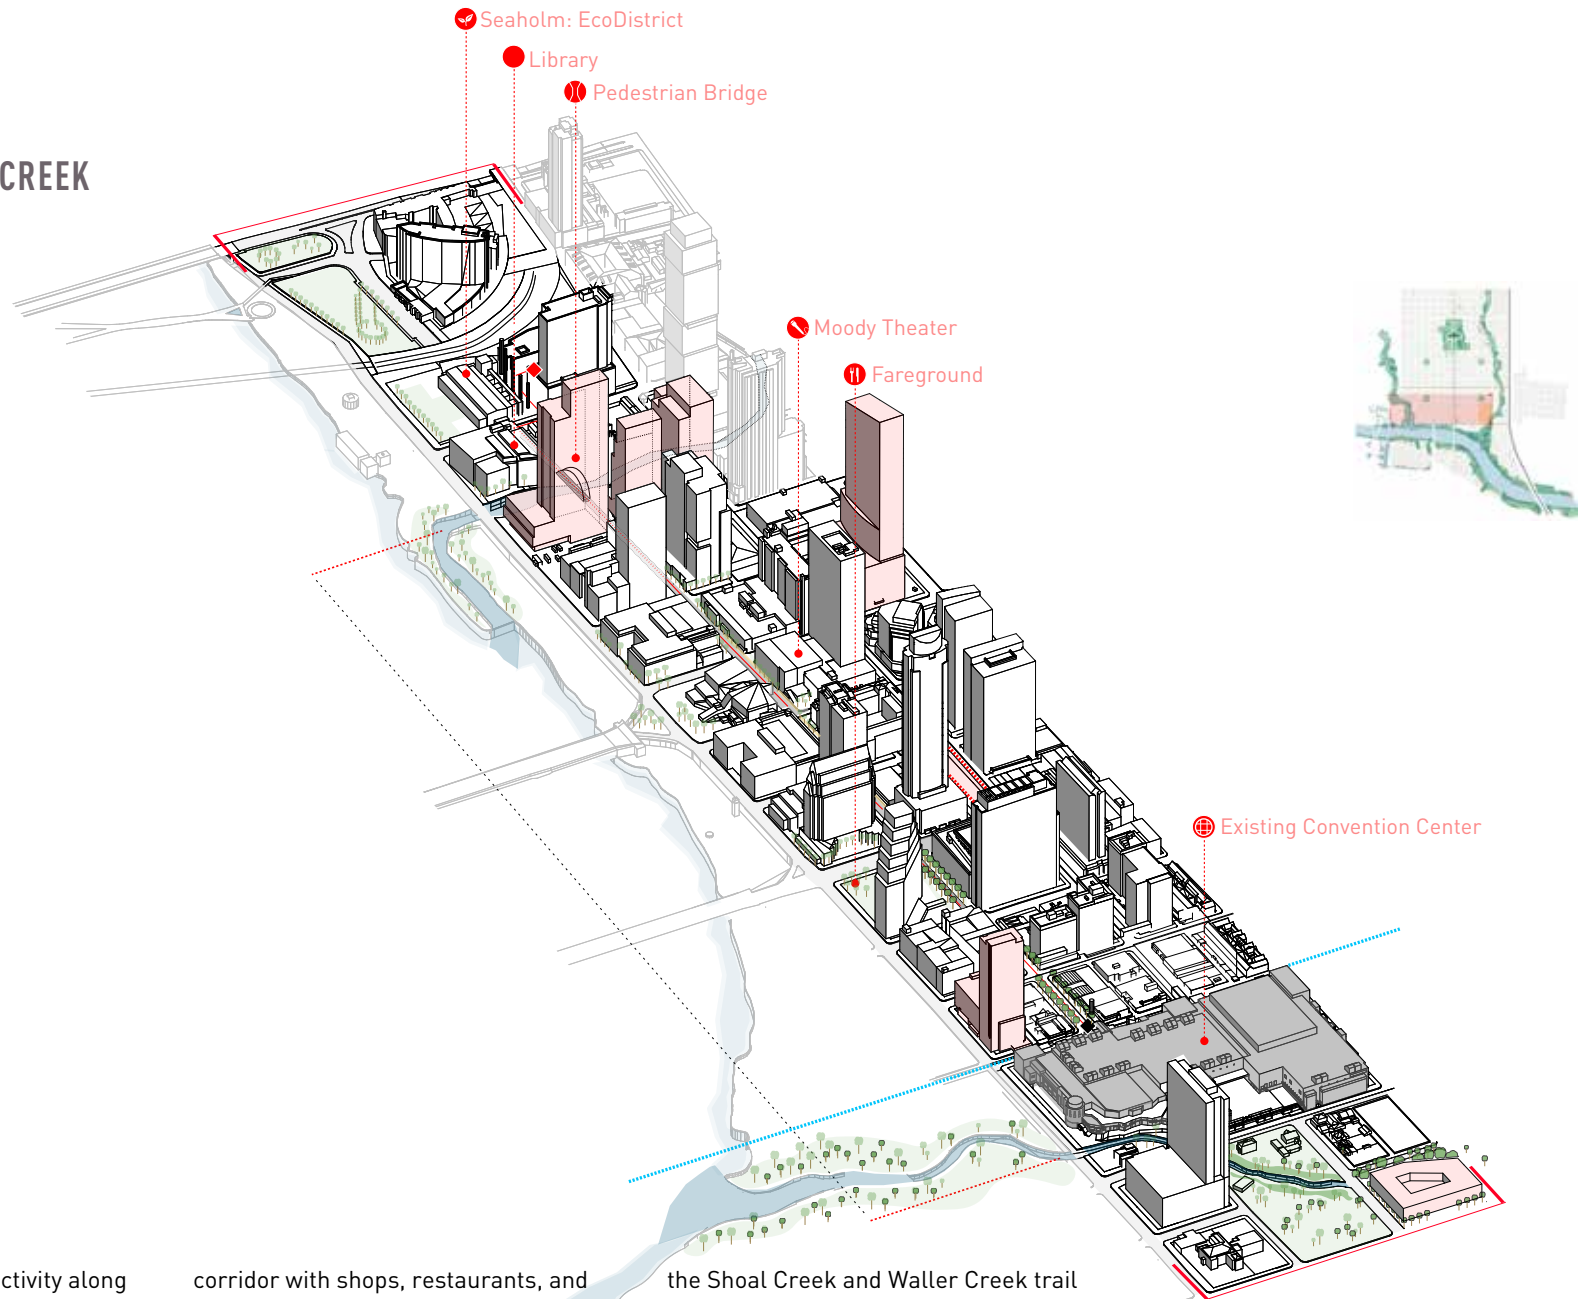 Seaholm: EcoDistrict
Library
Pedestrian Bridge
CREEK
Moody Theater
Fareground
Existing Convention Center
ctivity along
corridor with shops, restaurants, and
the Shoal Creek and Waller Creek trail